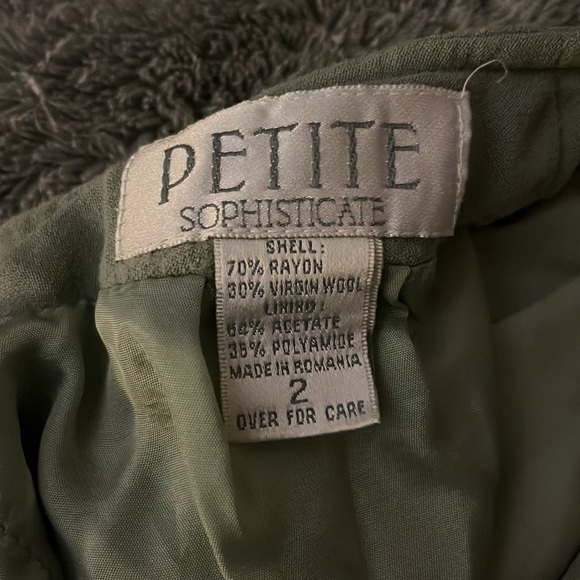 PETITE
SOPHISTICATE
SHELL:
70% RAYON
30% VIRGIN WOOL
LINING:
64% ACETATE
36% POLYAMIDE
MADE IN ROMANIA
2
OVER FOR CARE